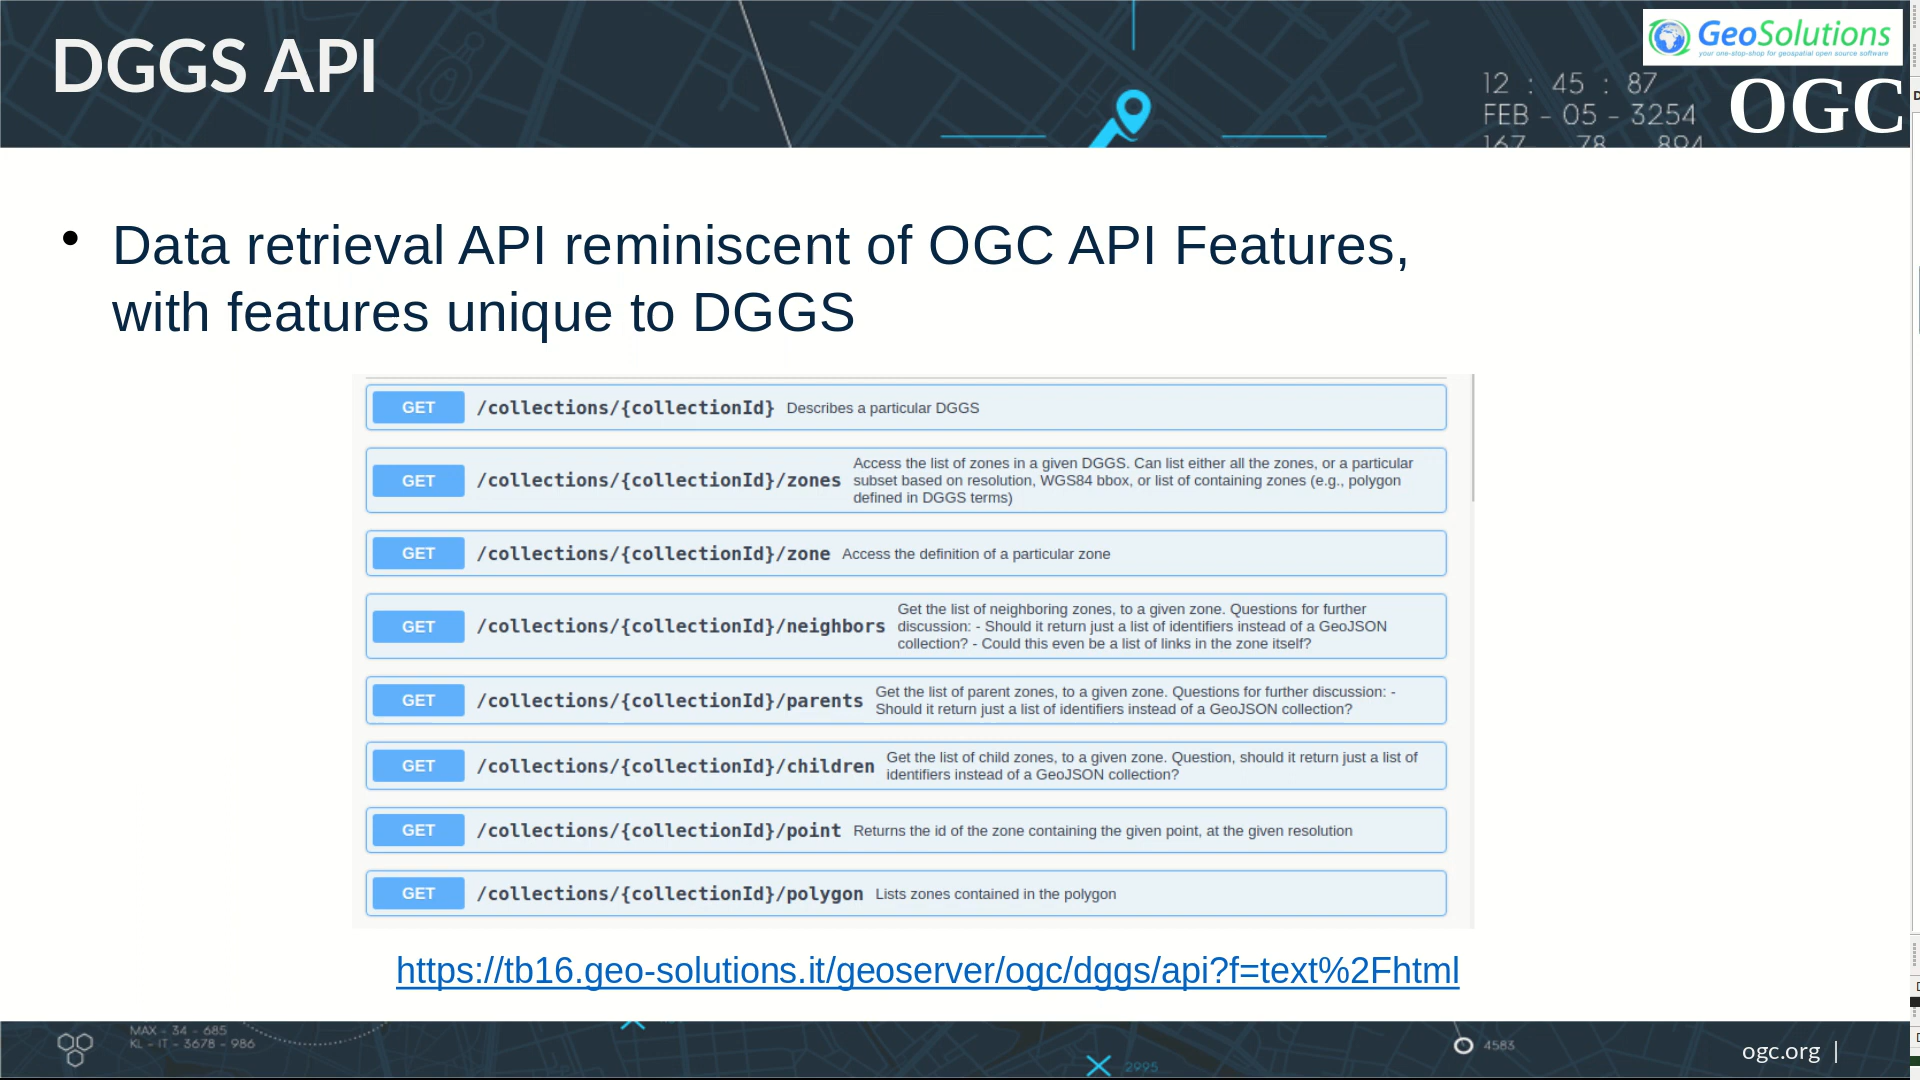 DGGS API
GeoSolutions
your one-stop-shop for geospatial open source software
12 : 45 : 87
FEB - 05 - 3254
OGC
• Data retrieval API reminiscent of OGC API Features,
with features unique to DGGS
GET /collections/{collectionId} Describes a particular DGGS
GET /collections/{collectionId}/zones Access the list of zones in a given DGGS. Can list either all the zones, or a particular
subset based on resolution, WGS84 bbox, or list of containing zones (e.g., polygon
defined in DGGS terms)
GET /collections/{collectionId}/zone Access the definition of a particular zone
GET /collections/{collectionId}/neighbors Get the list of neighboring zones, to a given zone. Questions for further
discussion: - Should it return just a list of identifiers instead of a GeoJSON
collection? - Could this even be a list of links in the zone itself?
GET /collections/{collectionId}/parents Get the list of parent zones, to a given zone. Questions for further discussion: -
Should it return just a list of identifiers instead of a GeoJSON collection?
GET /collections/{collectionId}/children Get the list of child zones, to a given zone. Question, should it return just a list of
identifiers instead of a GeoJSON collection?
GET /collections/{collectionId}/point Returns the id of the zone containing the given point, at the given resolution
GET /collections/{collectionId}/polygon Lists zones contained in the polygon
https://tb16.geo-solutions.it/geoserver/ogc/dggs/api?f=text%2Fhtml
MAX - 34 - 685
KL - IT - 3678 - 986
2995
4583
ogc.org |